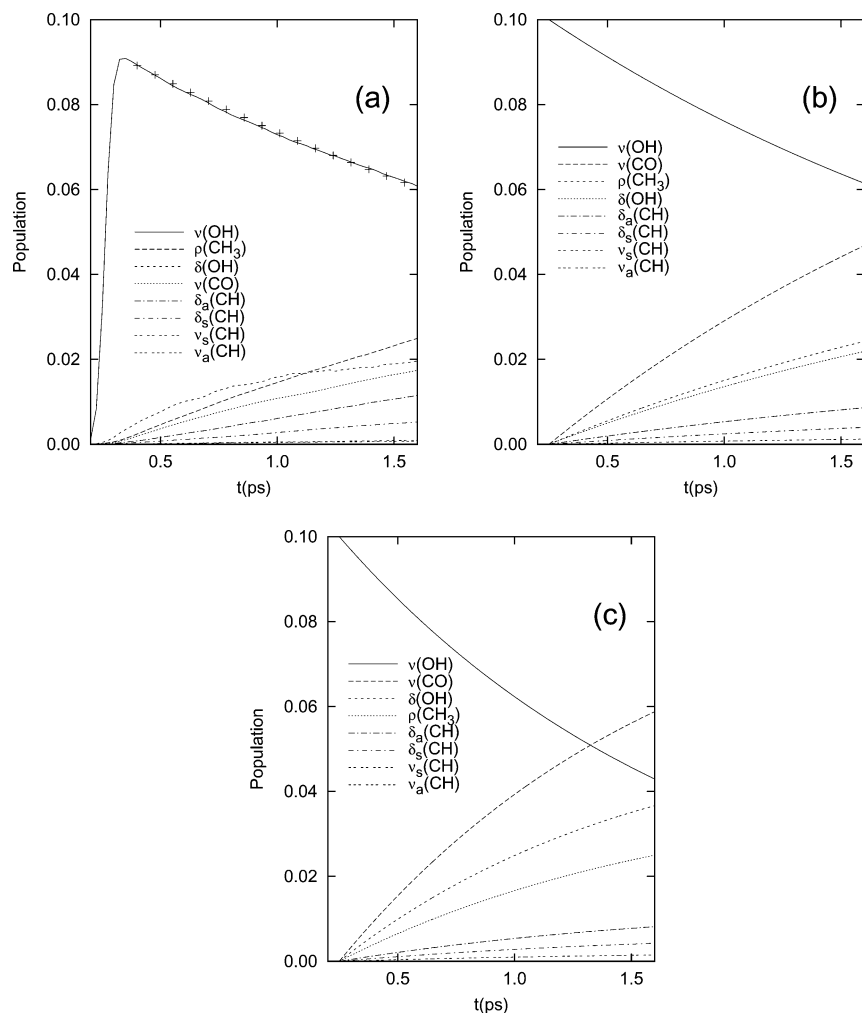 (a)
0.10
0.08
0.06
0.04
0.02
0.00
Population
ν(OH)
ρ(CH₃)
δ(OH)
ν(CO)
δₐ(CH)
δₛ(CH)
νₛ(CH)
νₐ(CH)
0.5 1.0 1.5
t(ps)
(b)
0.10
0.08
0.06
0.04
0.02
0.00
Population
ν(OH)
ν(CO)
ρ(CH₃)
δ(OH)
δₐ(CH)
δₛ(CH)
νₛ(CH)
νₐ(CH)
0.5 1.0 1.5
t(ps)
(c)
0.10
0.08
0.06
0.04
0.02
0.00
Population
ν(OH)
ν(CO)
δ(OH)
ρ(CH₃)
δₐ(CH)
δₛ(CH)
νₛ(CH)
νₐ(CH)
0.5 1.0 1.5
t(ps)